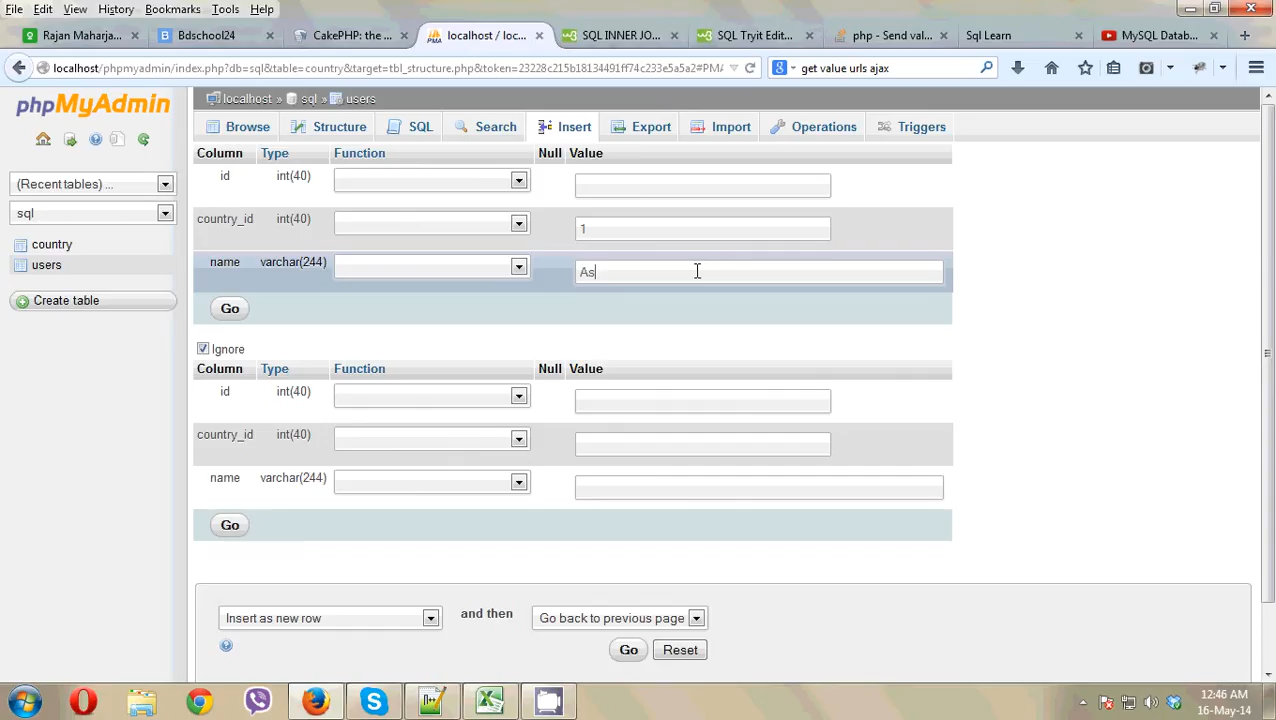 File Edit View History Bookmarks Tools Help
Rajan Maharja... Bdschool24 CakePHP: the ... localhost / loc... SQL INNER JO... SQL Tryit Edit... php - Send val... Sql Learn MySQL Datab...
localhost/phpmyadmin/index.php?db=sql&table=country&target=tbl_structure.php&token=23228c215b18134491ff74c233e5a5a2#PMA get value urls ajax
phpMyAdmin
(Recent tables) ...
sql
country
users
Create table
localhost » sql » users
Browse Structure SQL Search Insert Export Import Operations Triggers
Column Type Function Null Value
id int(40)
country_id int(40) 1
name varchar(244) As
Go
Ignore
Column Type Function Null Value
id int(40)
country_id int(40)
name varchar(244)
Go
Insert as new row and then Go back to previous page
Go Reset
12:46 AM
16-May-14